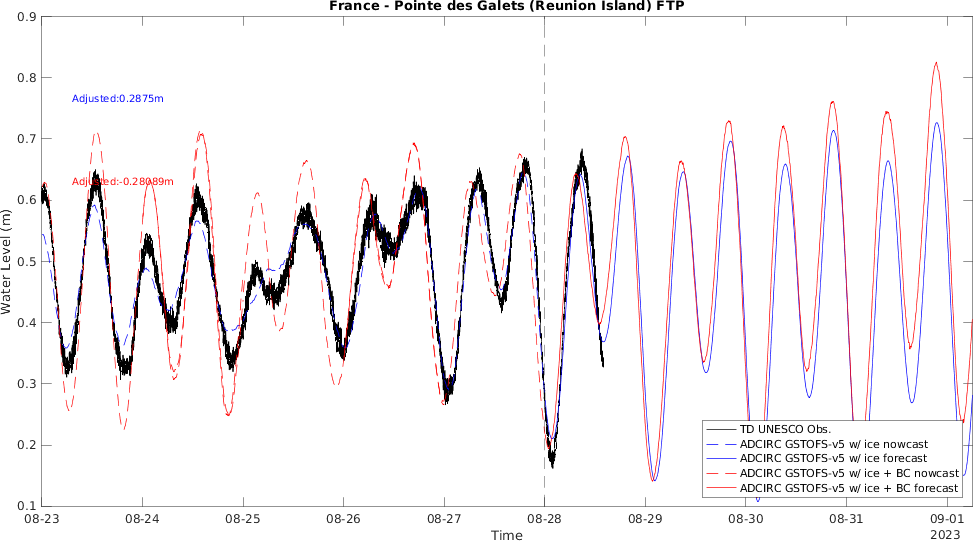 France - Pointe des Galets (Reunion Island) FTP
0.9
0.8
0.7
0.6
0.5
0.4
0.3
0.2
0.1
Water Level (m)
Adjusted:0.2875m
Adjusted:-0.28089m
TD UNESCO Obs.
ADCIRC GSTOFS-v5 w/ ice nowcast
ADCIRC GSTOFS-v5 w/ ice forecast
ADCIRC GSTOFS-v5 w/ ice + BC nowcast
ADCIRC GSTOFS-v5 w/ ice + BC forecast
08-23 08-24 08-25 08-26 08-27 08-28 08-29 08-30 08-31 09-01
2023
Time